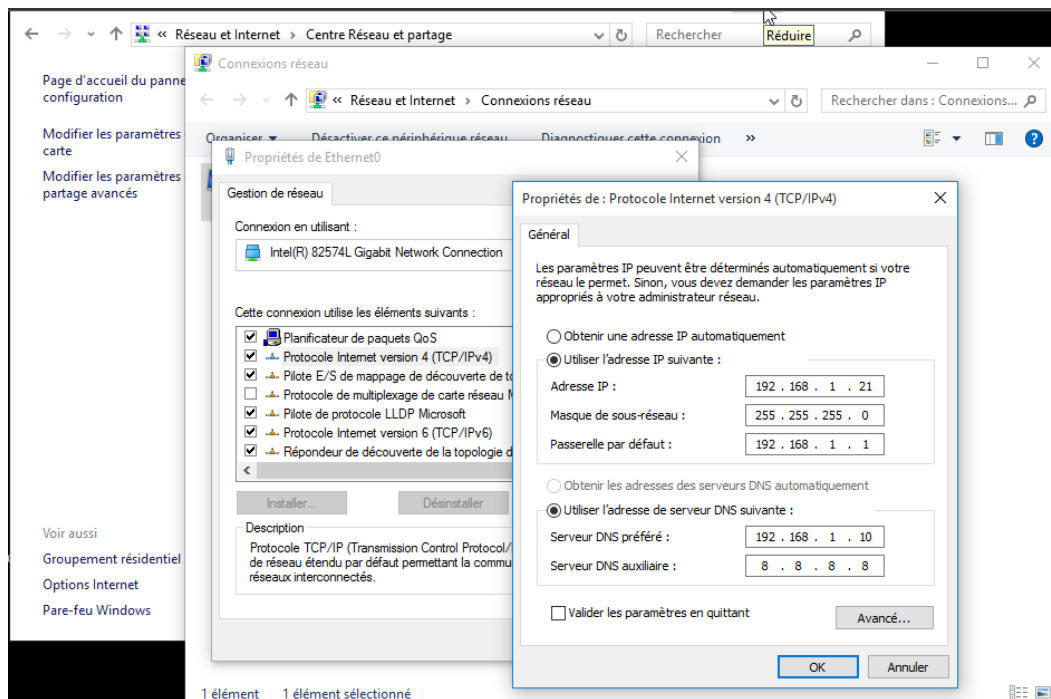 « Réseau et Internet › Centre Réseau et partage
Rechercher
Réduire
Page d'accueil du panne
configuration
Modifier les paramètres
carte
Modifier les paramètres
partage avancés
Voir aussi
Groupement résidentiel
Options Internet
Pare-feu Windows
Connexions réseau
« Réseau et Internet › Connexions réseau
Rechercher dans : Connexions...
Organiser Désactiver ce périphérique réseau Diagnostiquer cette connexion »
Propriétés de Ethernet0
Gestion de réseau
Connexion en utilisant :
Intel(R) 82574L Gigabit Network Connection
Cette connexion utilise les éléments suivants :
Planificateur de paquets QoS
Protocole Internet version 4 (TCP/IPv4)
Pilote E/S de mappage de découverte de to
Protocole de multiplexage de carte réseau M
Pilote de protocole LLDP Microsoft
Protocole Internet version 6 (TCP/IPv6)
Répondeur de découverte de la topologie d
Installer... Désinstaller
Description
Protocole TCP/IP (Transmission Control Protocol/
de réseau étendu par défaut permettant la commu
réseaux interconnectés.
Propriétés de : Protocole Internet version 4 (TCP/IPv4)
Général
Les paramètres IP peuvent être déterminés automatiquement si votre
réseau le permet. Sinon, vous devez demander les paramètres IP
appropriés à votre administrateur réseau.
Obtenir une adresse IP automatiquement
Utiliser l'adresse IP suivante :
Adresse IP : 192 . 168 . 1 . 21
Masque de sous-réseau : 255 . 255 . 255 . 0
Passerelle par défaut : 192 . 168 . 1 . 1
Obtenir les adresses des serveurs DNS automatiquement
Utiliser l'adresse de serveur DNS suivante :
Serveur DNS préféré : 192 . 168 . 1 . 10
Serveur DNS auxiliaire : 8 . 8 . 8 . 8
Valider les paramètres en quittant
Avancé...
OK Annuler
1 élément 1 élément sélectionné